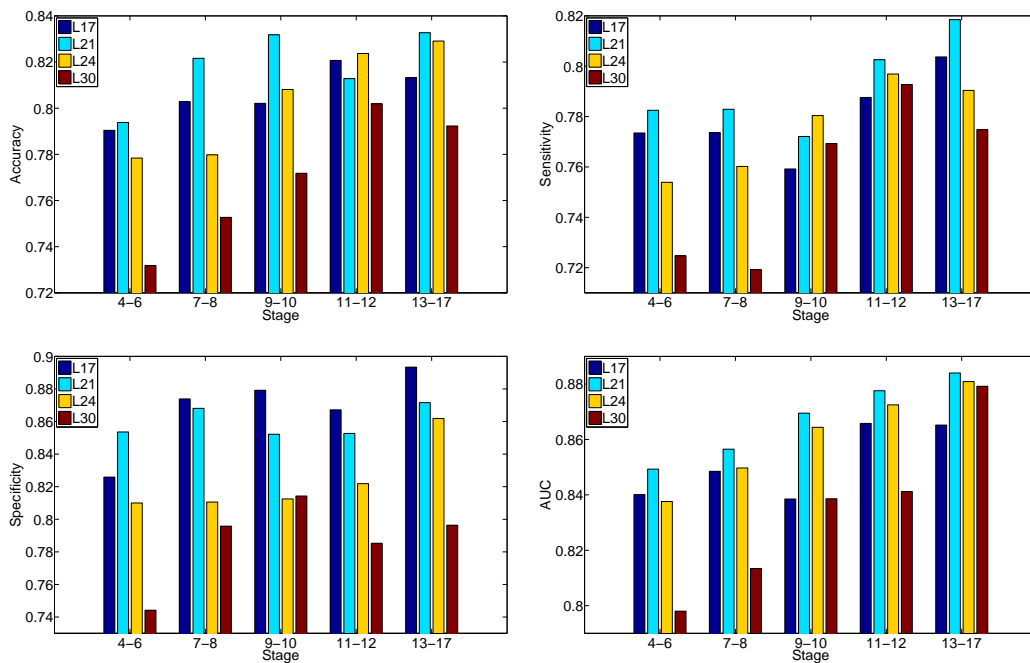 0.84
0.82
0.8
0.78
0.76
0.74
0.72
Accuracy
L17
L21
L24
L30
4−6 7−8 9−10 11−12 13−17
Stage
0.82
0.8
0.78
0.76
0.74
0.72
Sensitivity
L17
L21
L24
L30
4−6 7−8 9−10 11−12 13−17
Stage
0.9
0.88
0.86
0.84
0.82
0.8
0.78
0.76
0.74
Specificity
L17
L21
L24
L30
4−6 7−8 9−10 11−12 13−17
Stage
0.88
0.86
0.84
0.82
0.8
AUC
L17
L21
L24
L30
4−6 7−8 9−10 11−12 13−17
Stage